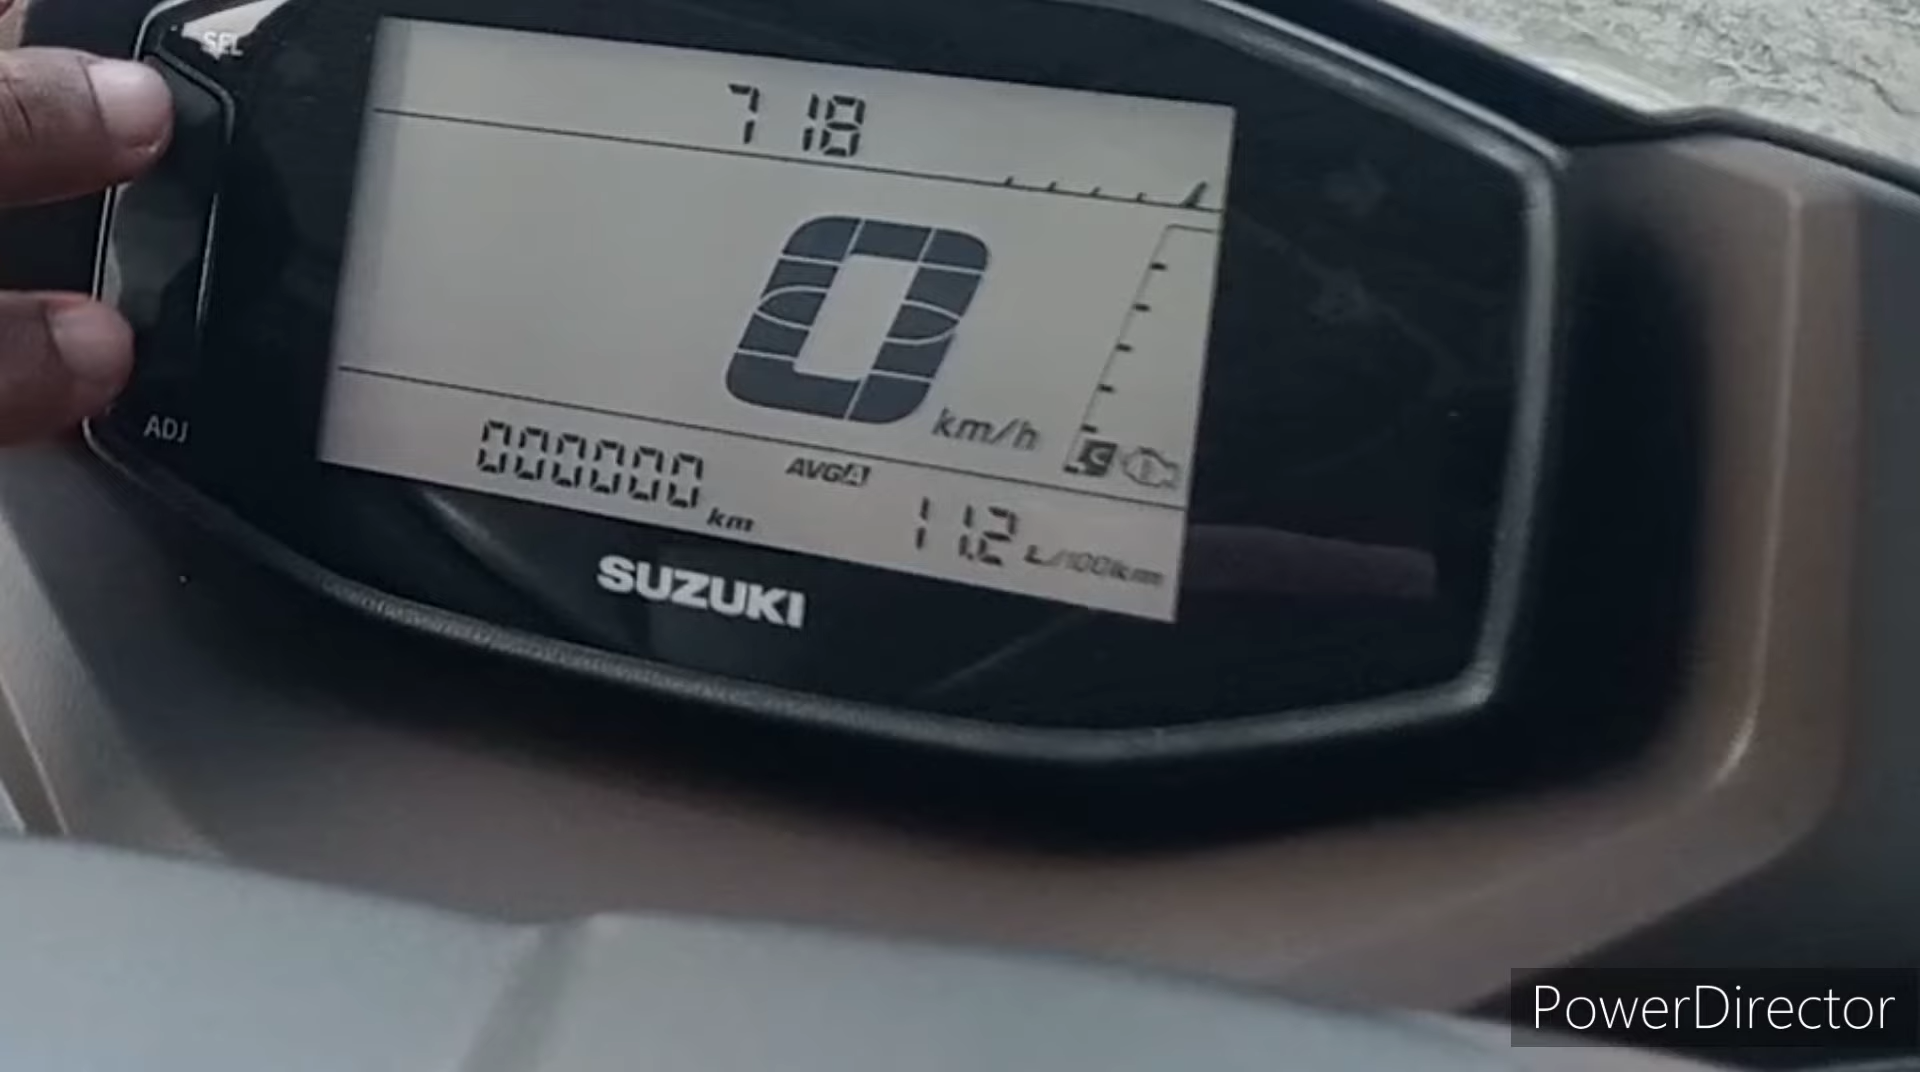 SEL
7 18
0 km/h
ADJ
000000 km
AVG A
11.2 L/100km
SUZUKI
PowerDirector